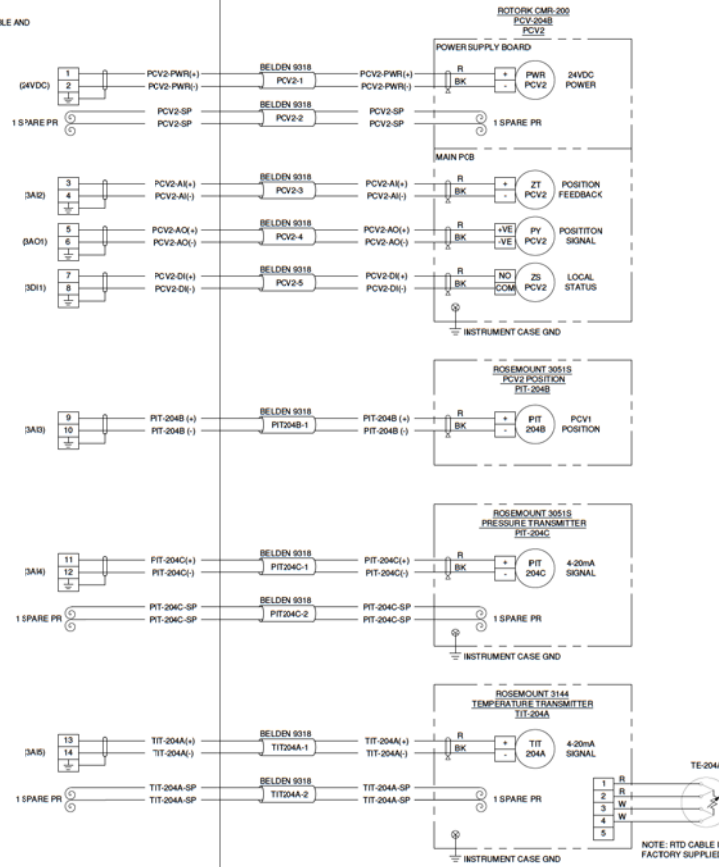 BLE AND
ROTORK CMR-200
PCV-204B
PCV2
POWER SUPPLY BOARD
(24VDC)
1
2
PCV2-PWR(+)
PCV2-PWR(-)
BELDEN 9318
PCV2-1
PCV2-PWR(+)
PCV2-PWR(-)
R
BK
+
-
PWR
PCV2
24VDC
POWER
1 SPARE PR
PCV2-SP
PCV2-SP
BELDEN 9318
PCV2-2
PCV2-SP
PCV2-SP
1 SPARE PR
MAIN PCB
(3AI2)
3
4
PCV2-AI(+)
PCV2-AI(-)
BELDEN 9318
PCV2-3
PCV2-AI(+)
PCV2-AI(-)
R
BK
+
-
ZT
PCV2
POSITION
FEEDBACK
(3AO1)
5
6
PCV2-AO(+)
PCV2-AO(-)
BELDEN 9318
PCV2-4
PCV2-AO(+)
PCV2-AO(-)
R
BK
+VE
-VE
PY
PCV2
POSITITON
SIGNAL
(3DI1)
7
8
PCV2-DI(+)
PCV2-DI(-)
BELDEN 9318
PCV2-5
PCV2-DI(+)
PCV2-DI(-)
R
BK
NO
COM
ZS
PCV2
LOCAL
STATUS
INSTRUMENT CASE GND
ROSEMOUNT 3051S
PCV2 POSITION
PIT-204B
(3AI3)
9
10
PIT-204B (+)
PIT-204B (-)
BELDEN 9318
PIT204B-1
PIT-204B (+)
PIT-204B (-)
R
BK
+
-
PIT
204B
PCV1
POSITION
ROSEMOUNT 3051S
PRESSURE TRANSMITTER
PIT-204C
(3AI4)
11
12
PIT-204C(+)
PIT-204C(-)
BELDEN 9318
PIT204C-1
PIT-204C(+)
PIT-204C(-)
R
BK
+
-
PIT
204C
4-20mA
SIGNAL
1 SPARE PR
PIT-204C-SP
PIT-204C-SP
BELDEN 9318
PIT204C-2
PIT-204C-SP
PIT-204C-SP
1 SPARE PR
INSTRUMENT CASE GND
ROSEMOUNT 3144
TEMPERATURE TRANSMITTER
TIT-204A
(3AI5)
13
14
TIT-204A(+)
TIT-204A(-)
BELDEN 9318
TIT204A-1
TIT-204A(+)
TIT-204A(-)
R
BK
+
-
TIT
204A
4-20mA
SIGNAL
1 SPARE PR
TIT-204A-SP
TIT-204A-SP
BELDEN 9318
TIT204A-2
TIT-204A-SP
TIT-204A-SP
1 SPARE PR
TE-204A
1
2
3
4
5
R
R
W
W
INSTRUMENT CASE GND
NOTE: RTD CABLE
FACTORY SUPPLIED